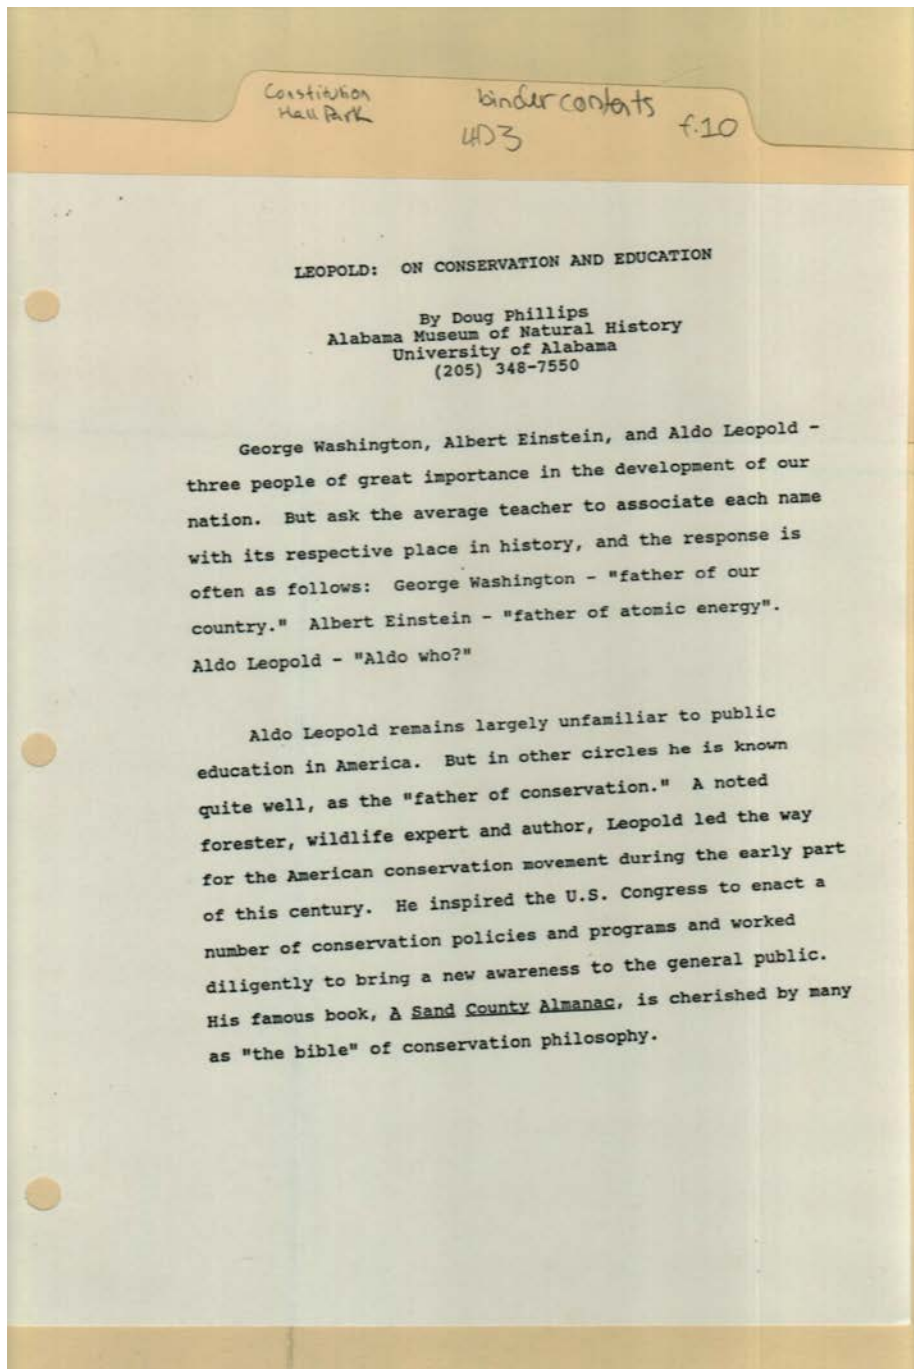 Constitution
Hall Park
binder contents
4D3
f.10
LEOPOLD: ON CONSERVATION AND EDUCATION
By Doug Phillips
Alabama Museum of Natural History
University of Alabama
(205) 348-7550
George Washington, Albert Einstein, and Aldo Leopold -
three people of great importance in the development of our
nation. But ask the average teacher to associate each name
with its respective place in history, and the response is
often as follows: George Washington - "father of our
country." Albert Einstein - "father of atomic energy".
Aldo Leopold - "Aldo who?"
Aldo Leopold remains largely unfamiliar to public
education in America. But in other circles he is known
quite well, as the "father of conservation." A noted
forester, wildlife expert and author, Leopold led the way
for the American conservation movement during the early part
of this century. He inspired the U.S. Congress to enact a
number of conservation policies and programs and worked
diligently to bring a new awareness to the general public.
His famous book, A Sand County Almanac, is cherished by many
as "the bible" of conservation philosophy.